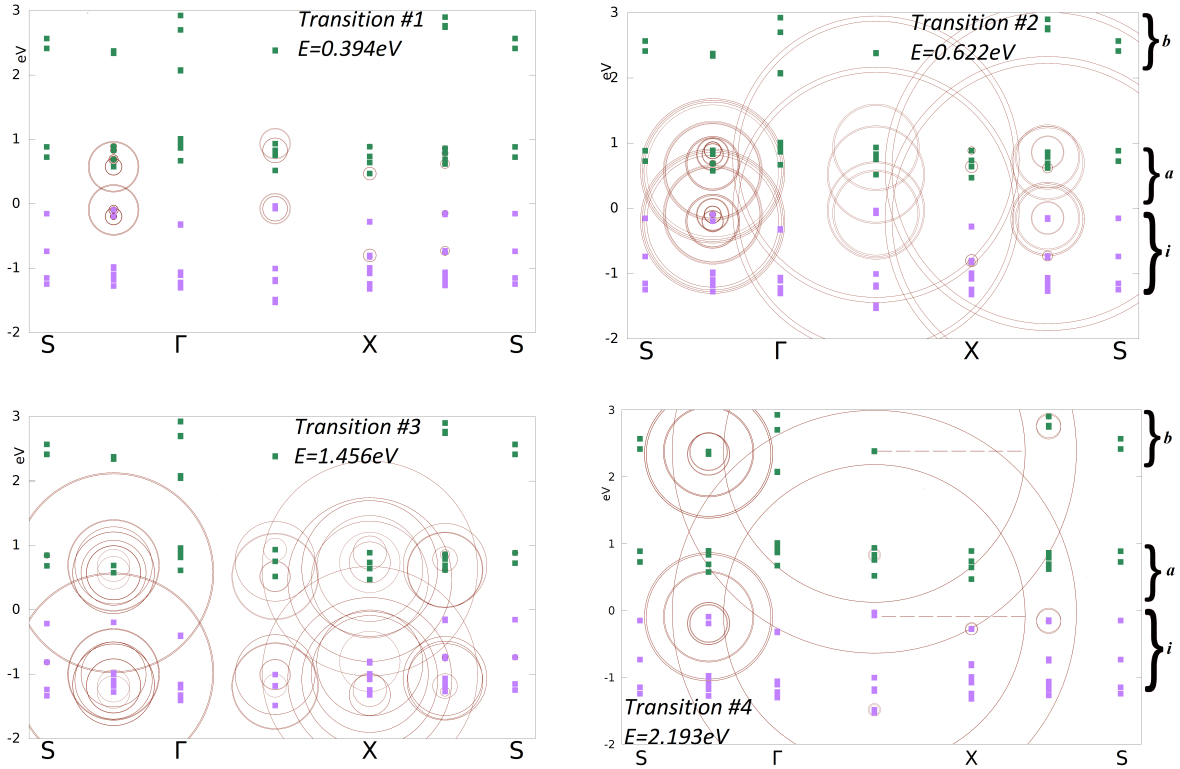 Transition #1
E=0.394eV
eV
3
2
1
0
-1
-2
S
Γ
X
S
Transition #2
E=0.622eV
eV
3
2
1
0
-1
-2
S
Γ
X
S
} b
} a
} i
Transition #3
E=1.456eV
eV
3
2
1
0
-1
-2
S
Γ
X
S
Transition #4
E=2.193eV
eV
3
2
1
0
-1
-2
S
Γ
X
S
} b
} a
} i